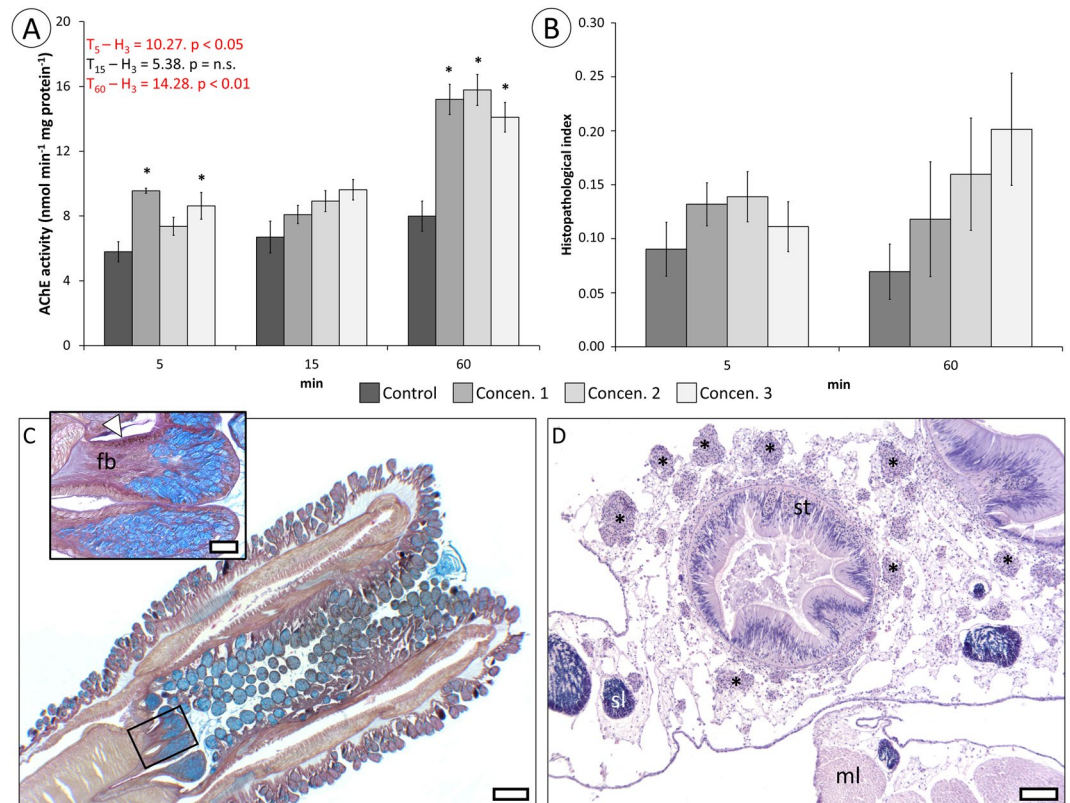 A
AChE activity (nmol min⁻¹ mg protein⁻¹)
20
16
12
8
4
0
T₅ – H₃ = 10.27. p < 0.05
T₁₅ – H₃ = 5.38. p = n.s.
T₆₀ – H₃ = 14.28. p < 0.01
*
*
*
*
*
5
15
60
min
B
Histopathological index
0.30
0.25
0.20
0.15
0.10
0.05
0.00
5
60
min
Control
Concen. 1
Concen. 2
Concen. 3
C
fb
D
*
*
*
*
*
st
*
*
*
sl
ml